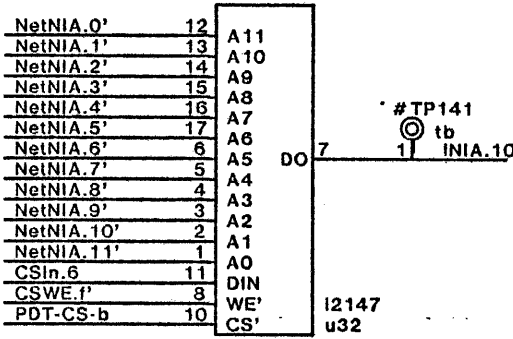 NetNIA.0' 12 A11
NetNIA.1' 13 A10
NetNIA.2' 14 A9
NetNIA.3' 15 A8
NetNIA.4' 16 A7
NetNIA.5' 17 A6
NetNIA.6' 6 A5
NetNIA.7' 5 A4
NetNIA.8' 4 A3
NetNIA.9' 3 A2
NetNIA.10' 2 A1
NetNIA.11' 1 A0
CSIn.6 11 DIN
CSWE.f' 8 WE'
PDT-CS-b 10 CS'
#TP141
tb
DO 7 1 INIA.10
I2147
u32